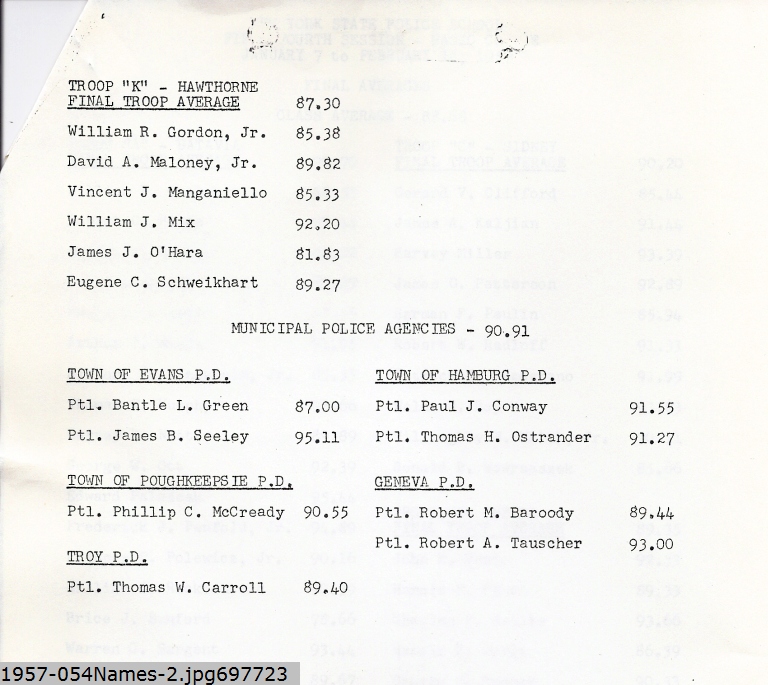 TROOP "K" - HAWTHORNE
FINAL TROOP AVERAGE 87.30
William R. Gordon, Jr. 85.38
David A. Maloney, Jr. 89.82
Vincent J. Manganiello 85.33
William J. Mix 92.20
James J. O'Hara 81.83
Eugene C. Schweikhart 89.27
MUNICIPAL POLICE AGENCIES - 90.91
TOWN OF EVANS P.D.
Ptl. Bantle L. Green 87.00
Ptl. James B. Seeley 95.11
TOWN OF HAMBURG P.D.
Ptl. Paul J. Conway 91.55
Ptl. Thomas H. Ostrander 91.27
TOWN OF POUGHKEEPSIE P.D.
Ptl. Phillip C. McCready 90.55
GENEVA P.D.
Ptl. Robert M. Baroody 89.44
Ptl. Robert A. Tauscher 93.00
TROY P.D.
Ptl. Thomas W. Carroll 89.40
1957-054Names-2.jpg697723